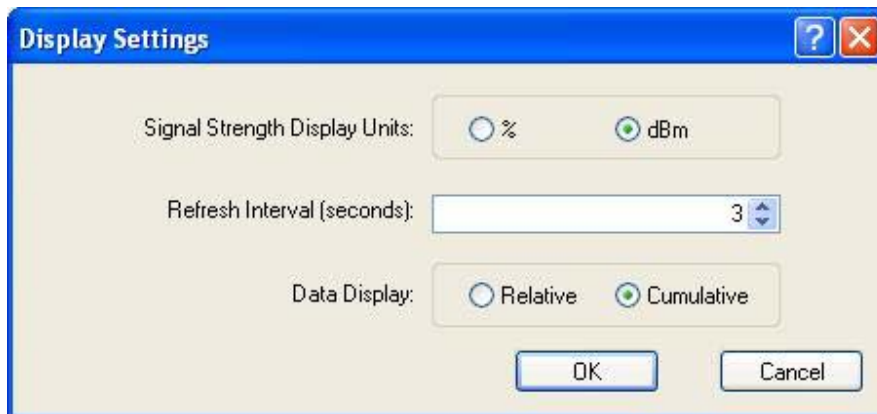 Display Settings ?
Signal Strength Display Units: % dBm
Refresh Interval (seconds): 3
Data Display: Relative Cumulative
OK Cancel